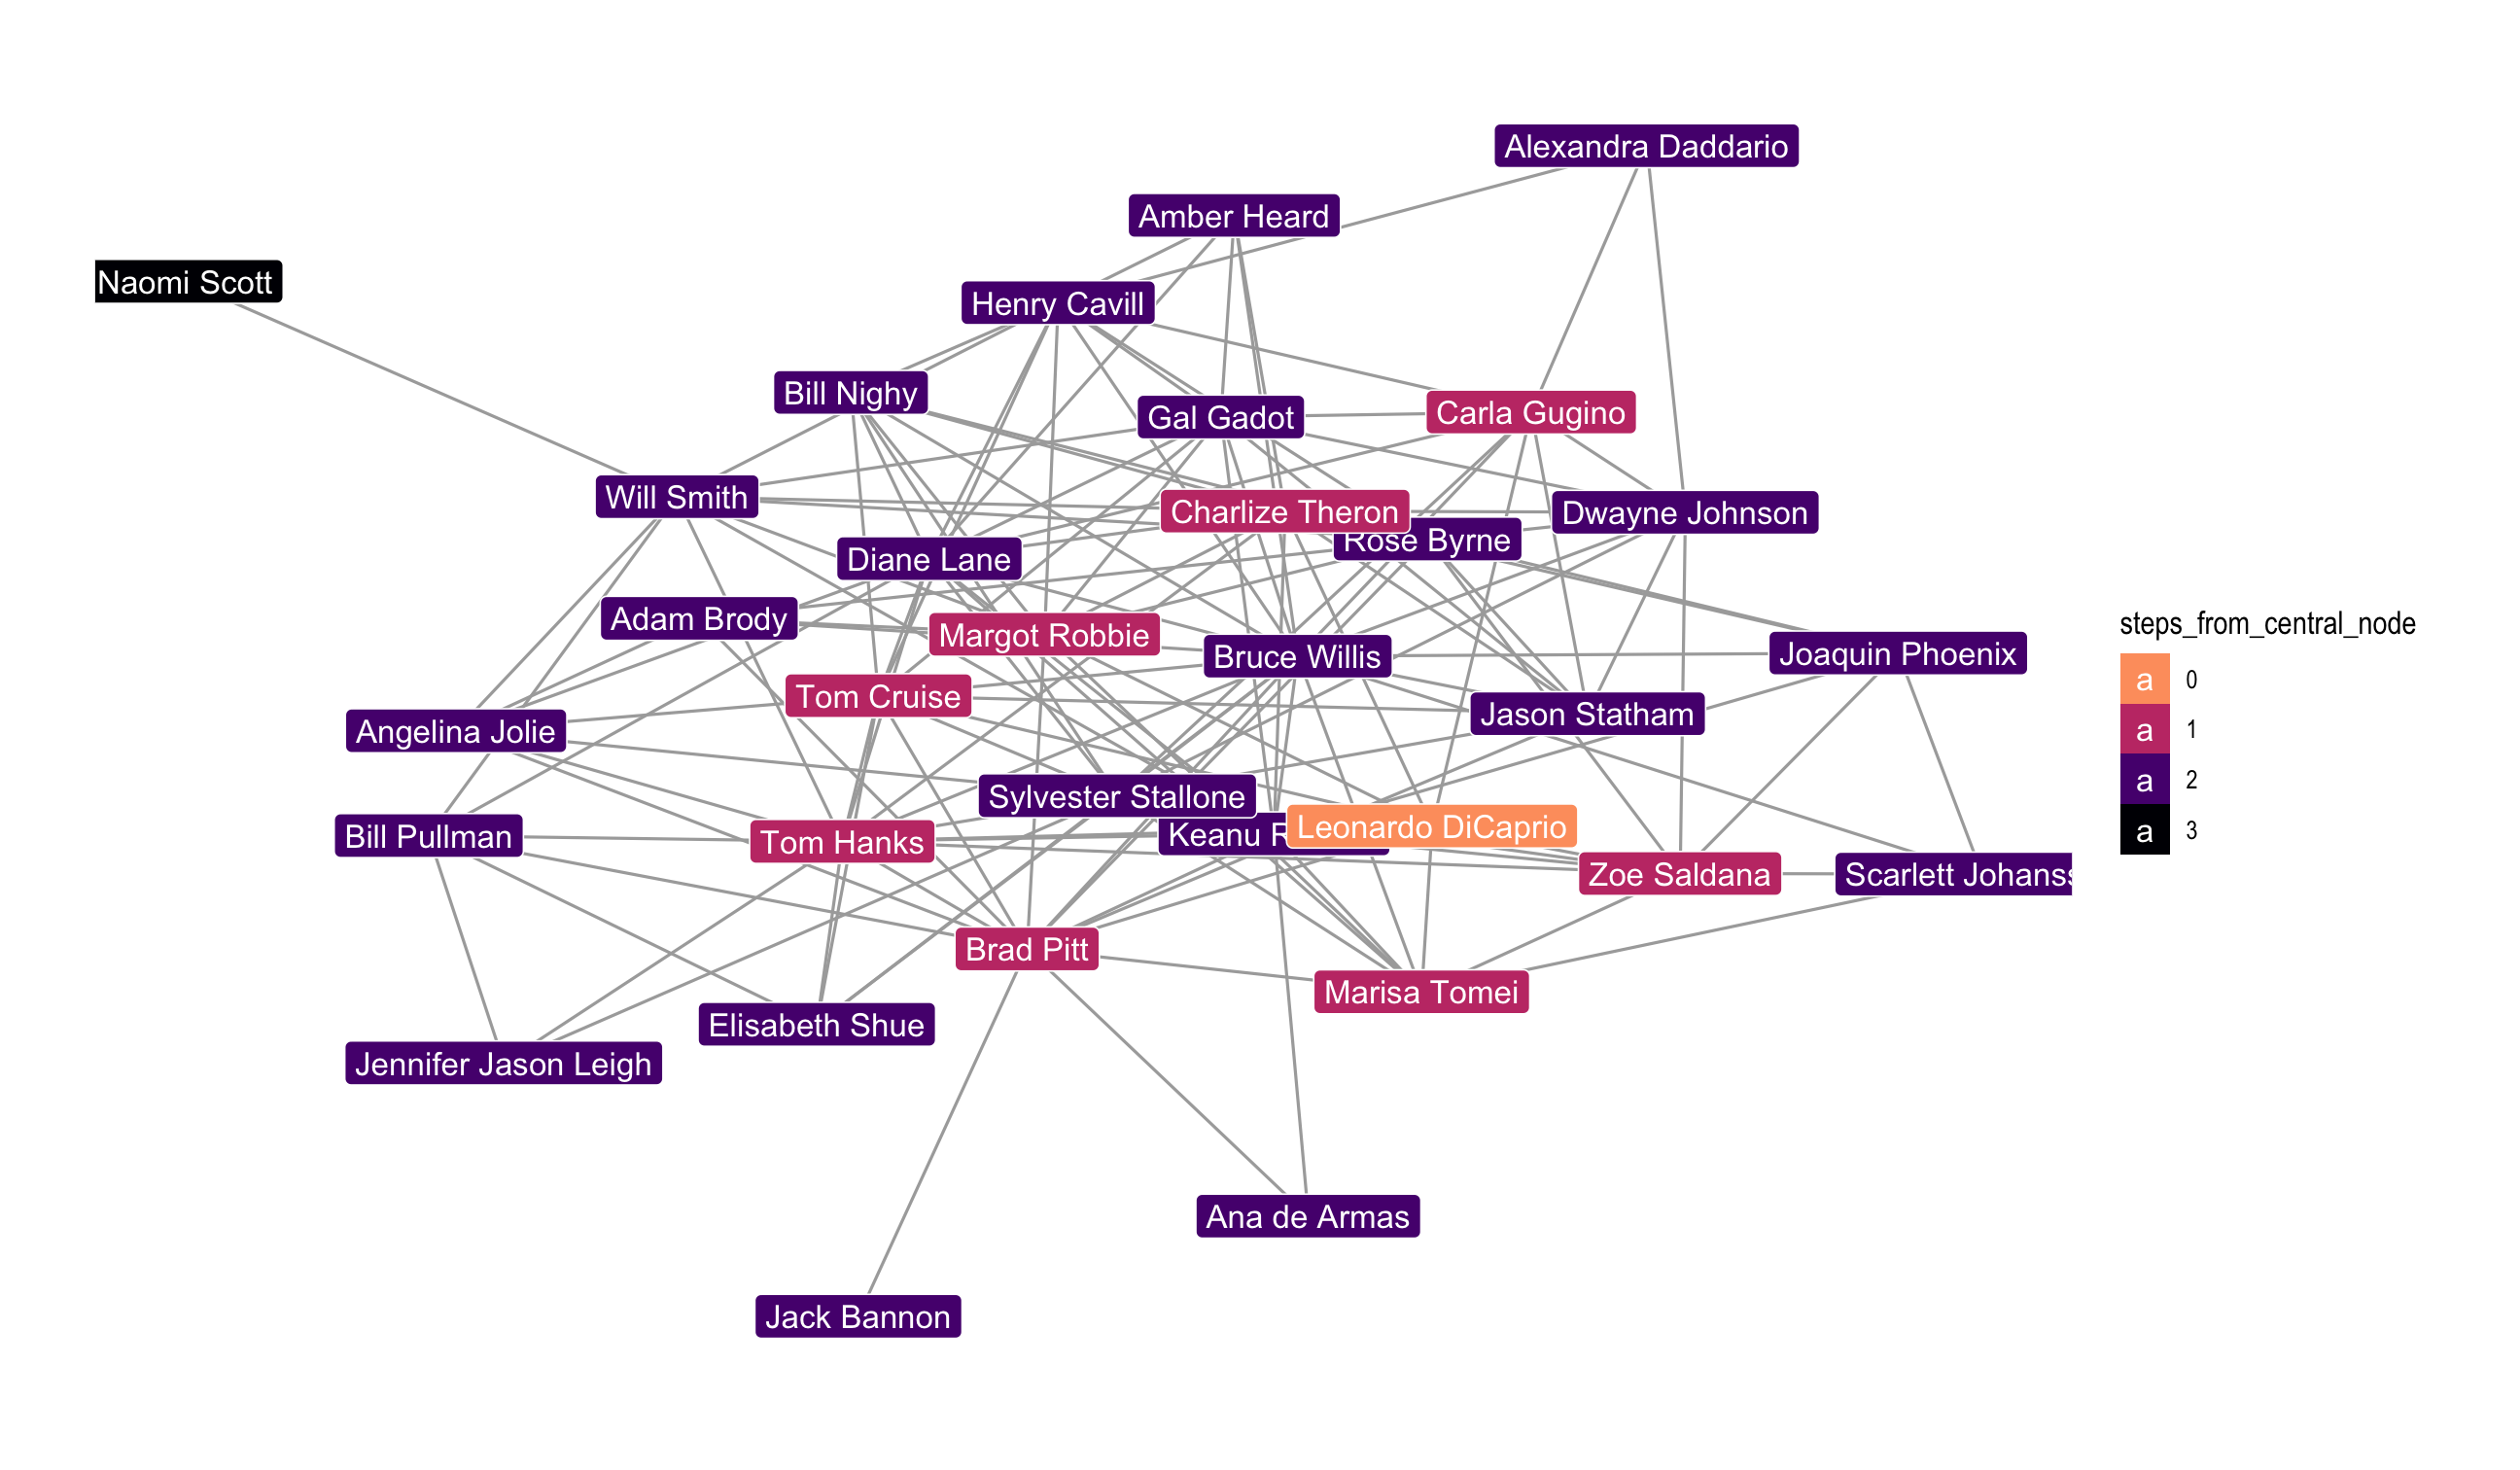 Alexandra Daddario
Amber Heard
Naomi Scott
Henry Cavill
Bill Nighy
Gal Gadot
Carla Gugino
Will Smith
Charlize Theron
Dwayne Johnson
Rose Byrne
Diane Lane
Adam Brody
Margot Robbie
Bruce Willis
Joaquin Phoenix
Tom Cruise
Jason Statham
Angelina Jolie
Sylvester Stallone
Leonardo DiCaprio
Keanu R
Bill Pullman
Tom Hanks
Zoe Saldana
Scarlett Johanss
Brad Pitt
Marisa Tomei
Elisabeth Shue
Jennifer Jason Leigh
Ana de Armas
Jack Bannon
steps_from_central_node
a 0
a 1
a 2
a 3